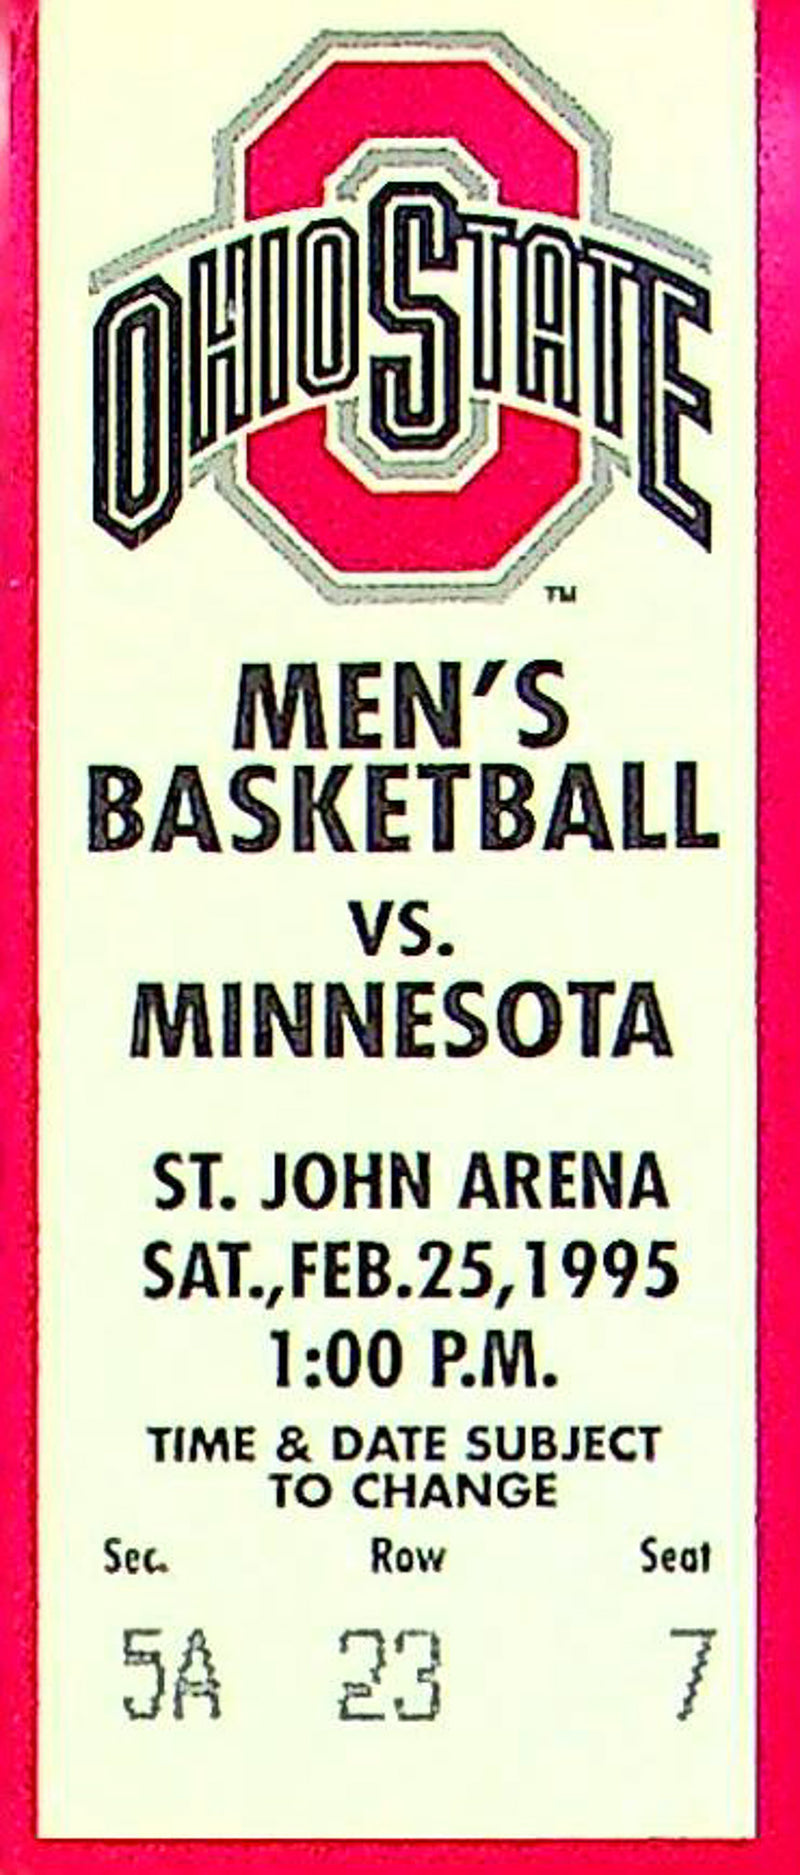 OHIO STATE
TM
MEN'S
BASKETBALL
VS.
MINNESOTA
ST. JOHN ARENA
SAT.,FEB.25,1995
1:00 P.M.
TIME & DATE SUBJECT
TO CHANGE
Sec. Row Seat
5A 23 7